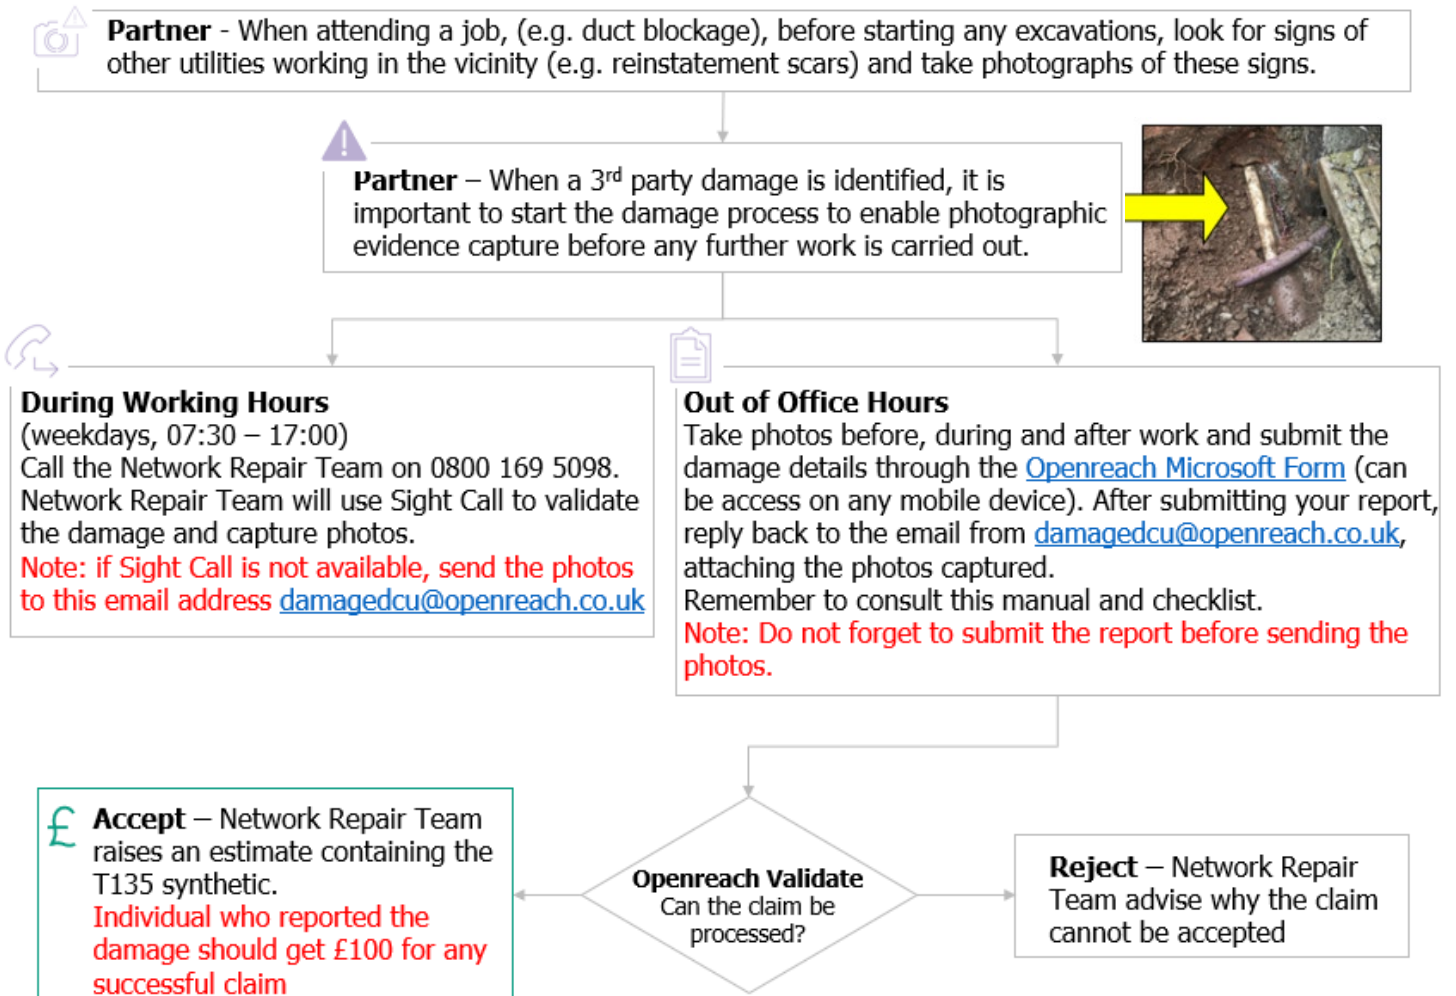 Partner - When attending a job, (e.g. duct blockage), before starting any excavations, look for signs of
other utilities working in the vicinity (e.g. reinstatement scars) and take photographs of these signs.
Partner – When a 3rd party damage is identified, it is
important to start the damage process to enable photographic
evidence capture before any further work is carried out.
During Working Hours
(weekdays, 07:30 – 17:00)
Call the Network Repair Team on 0800 169 5098.
Network Repair Team will use Sight Call to validate
the damage and capture photos.
Note: if Sight Call is not available, send the photos
to this email address damagedcu@openreach.co.uk
Out of Office Hours
Take photos before, during and after work and submit the
damage details through the Openreach Microsoft Form (can
be access on any mobile device). After submitting your report,
reply back to the email from damagedcu@openreach.co.uk,
attaching the photos captured.
Remember to consult this manual and checklist.
Note: Do not forget to submit the report before sending the
photos.
£
Accept – Network Repair Team
raises an estimate containing the
T135 synthetic.
Individual who reported the
damage should get £100 for any
successful claim
Openreach Validate
Can the claim be
processed?
Reject – Network Repair
Team advise why the claim
cannot be accepted